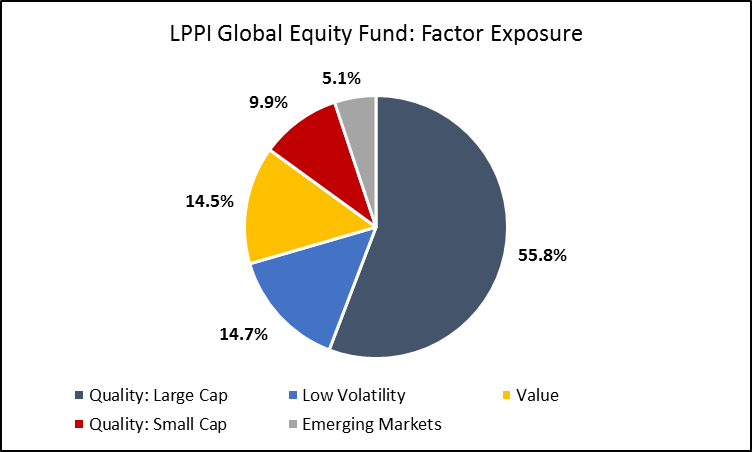 LPPI Global Equity Fund: Factor Exposure
5.1%
9.9%
14.5%
55.8%
14.7%
Quality: Large Cap Low Volatility Value
Quality: Small Cap Emerging Markets